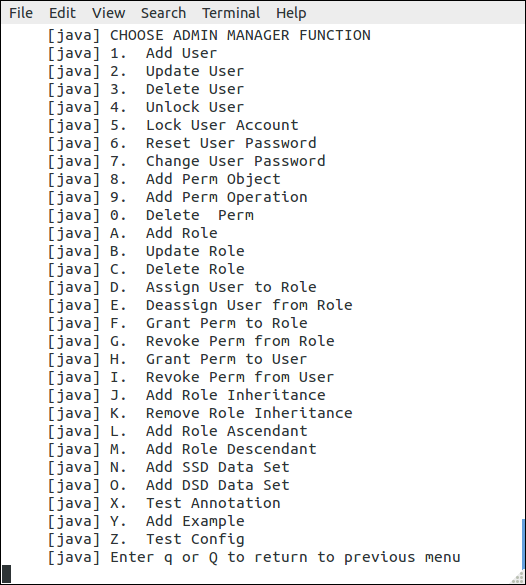 File Edit View Search Terminal Help
[java] CHOOSE ADMIN MANAGER FUNCTION
[java] 1.  Add User
[java] 2.  Update User
[java] 3.  Delete User
[java] 4.  Unlock User
[java] 5.  Lock User Account
[java] 6.  Reset User Password
[java] 7.  Change User Password
[java] 8.  Add Perm Object
[java] 9.  Add Perm Operation
[java] 0.  Delete  Perm
[java] A.  Add Role
[java] B.  Update Role
[java] C.  Delete Role
[java] D.  Assign User to Role
[java] E.  Deassign User from Role
[java] F.  Grant Perm to Role
[java] G.  Revoke Perm from Role
[java] H.  Grant Perm to User
[java] I.  Revoke Perm from User
[java] J.  Add Role Inheritance
[java] K.  Remove Role Inheritance
[java] L.  Add Role Ascendant
[java] M.  Add Role Descendant
[java] N.  Add SSD Data Set
[java] O.  Add DSD Data Set
[java] X.  Test Annotation
[java] Y.  Add Example
[java] Z.  Test Config
[java] Enter q or Q to return to previous menu